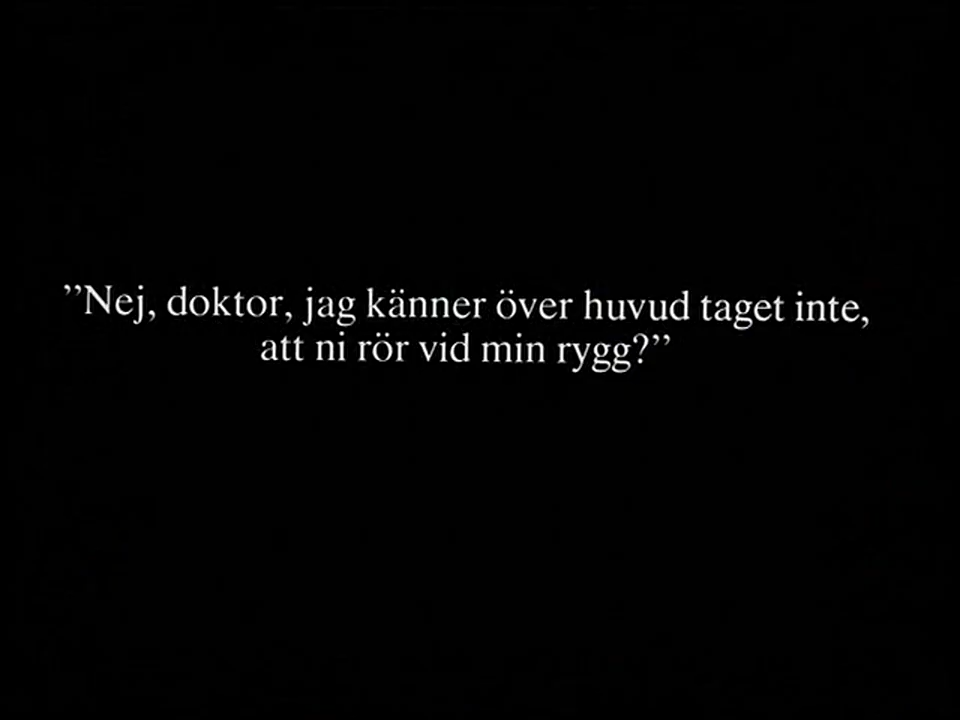 ”Nej, doktor, jag känner över huvud taget inte,
att ni rör vid min rygg?”